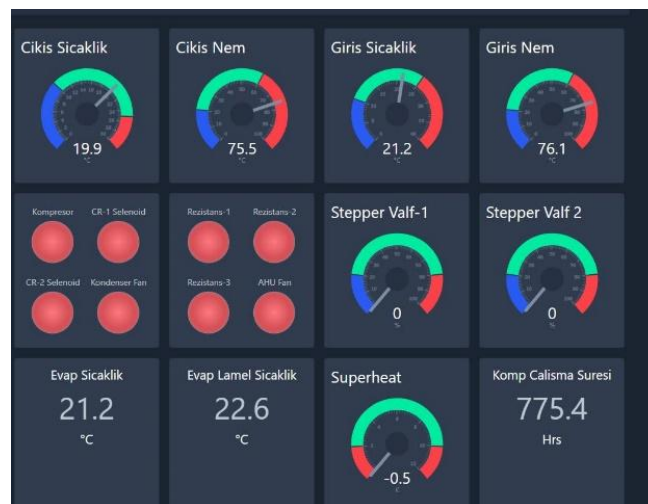 Cikis Sicaklik
Cikis Nem
Giris Sicaklik
Giris Nem
19.9
°C
75.5
21.2
°C
76.1
Kompresor
CR-1 Selenoid
Rezistans-1
Rezistans-2
Stepper Valf-1
Stepper Valf 2
CR-2 Selenoid
Kondenser Fan
Rezistans-3
AHU Fan
0
%
0
%
Evap Sicaklik
Evap Lamel Sicaklik
Superheat
Komp Calisma Suresi
21.2
°C
22.6
°C
-0.5
775.4
Hrs